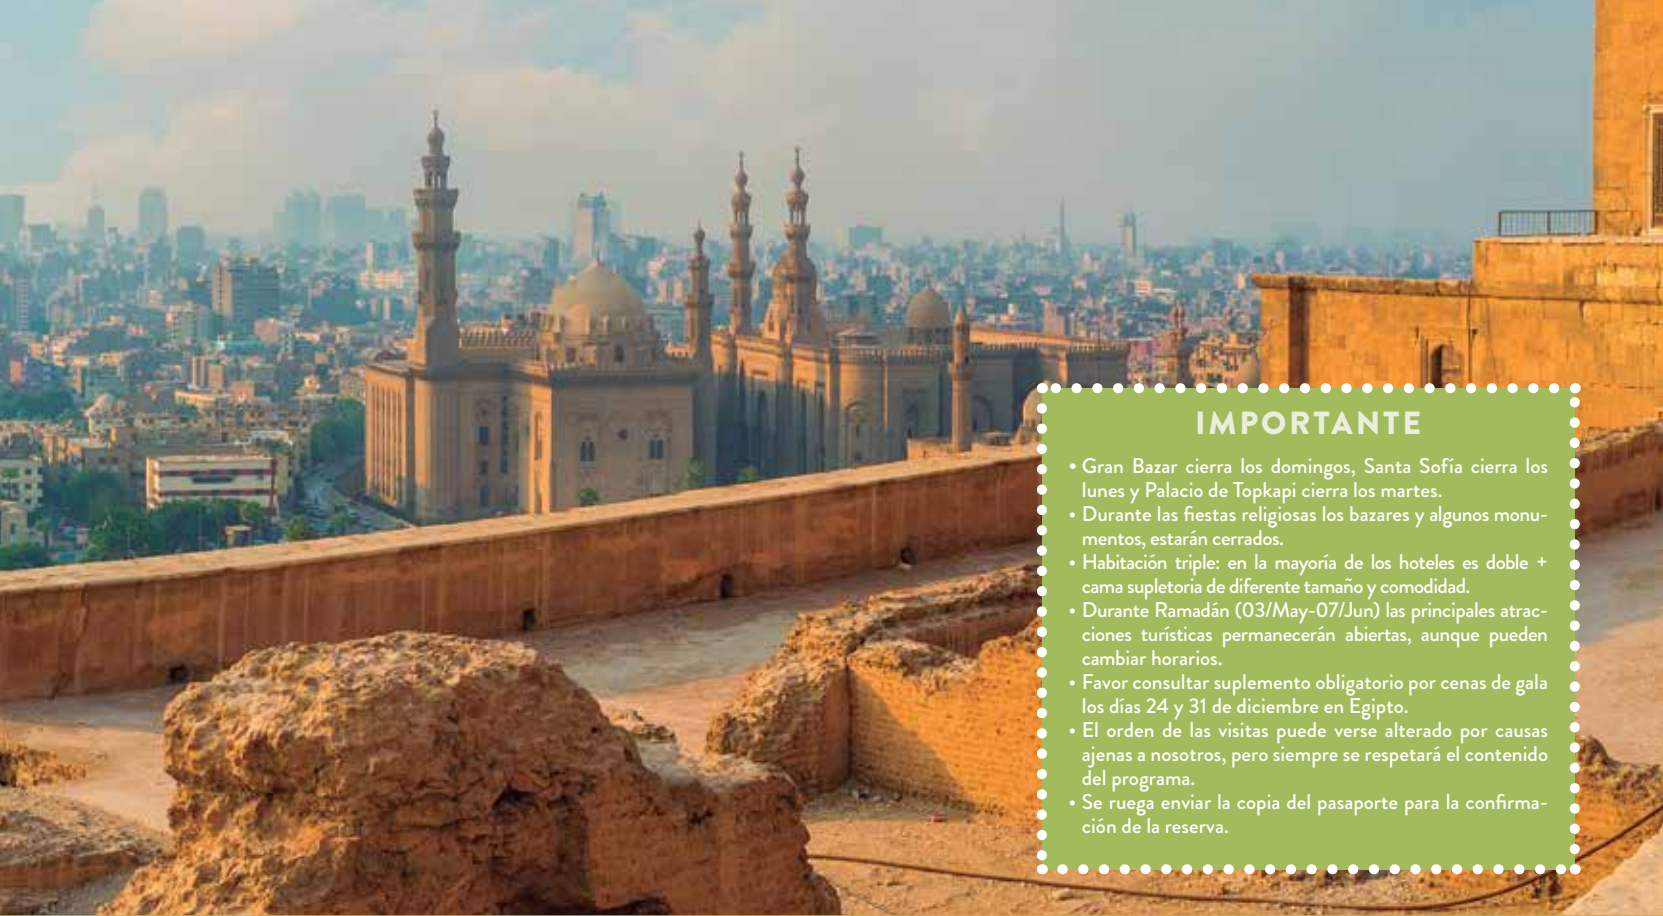 IMPORTANTE
• Gran Bazar cierra los domingos, Santa Sofía cierra los
lunes y Palacio de Topkapi cierra los martes.
• Durante las fiestas religiosas los bazares y algunos monu-
mentos, estarán cerrados.
• Habitación triple: en la mayoría de los hoteles es doble +
cama supletoria de diferente tamaño y comodidad.
• Durante Ramadán (03/May-07/Jun) las principales atrac-
ciones turísticas permanecerán abiertas, aunque pueden
cambiar horarios.
• Favor consultar suplemento obligatorio por cenas de gala
los días 24 y 31 de diciembre en Egipto.
• El orden de las visitas puede verse alterado por causas
ajenas a nosotros, pero siempre se respetará el contenido
del programa.
• Se ruega enviar la copia del pasaporte para la confirma-
ción de la reserva.